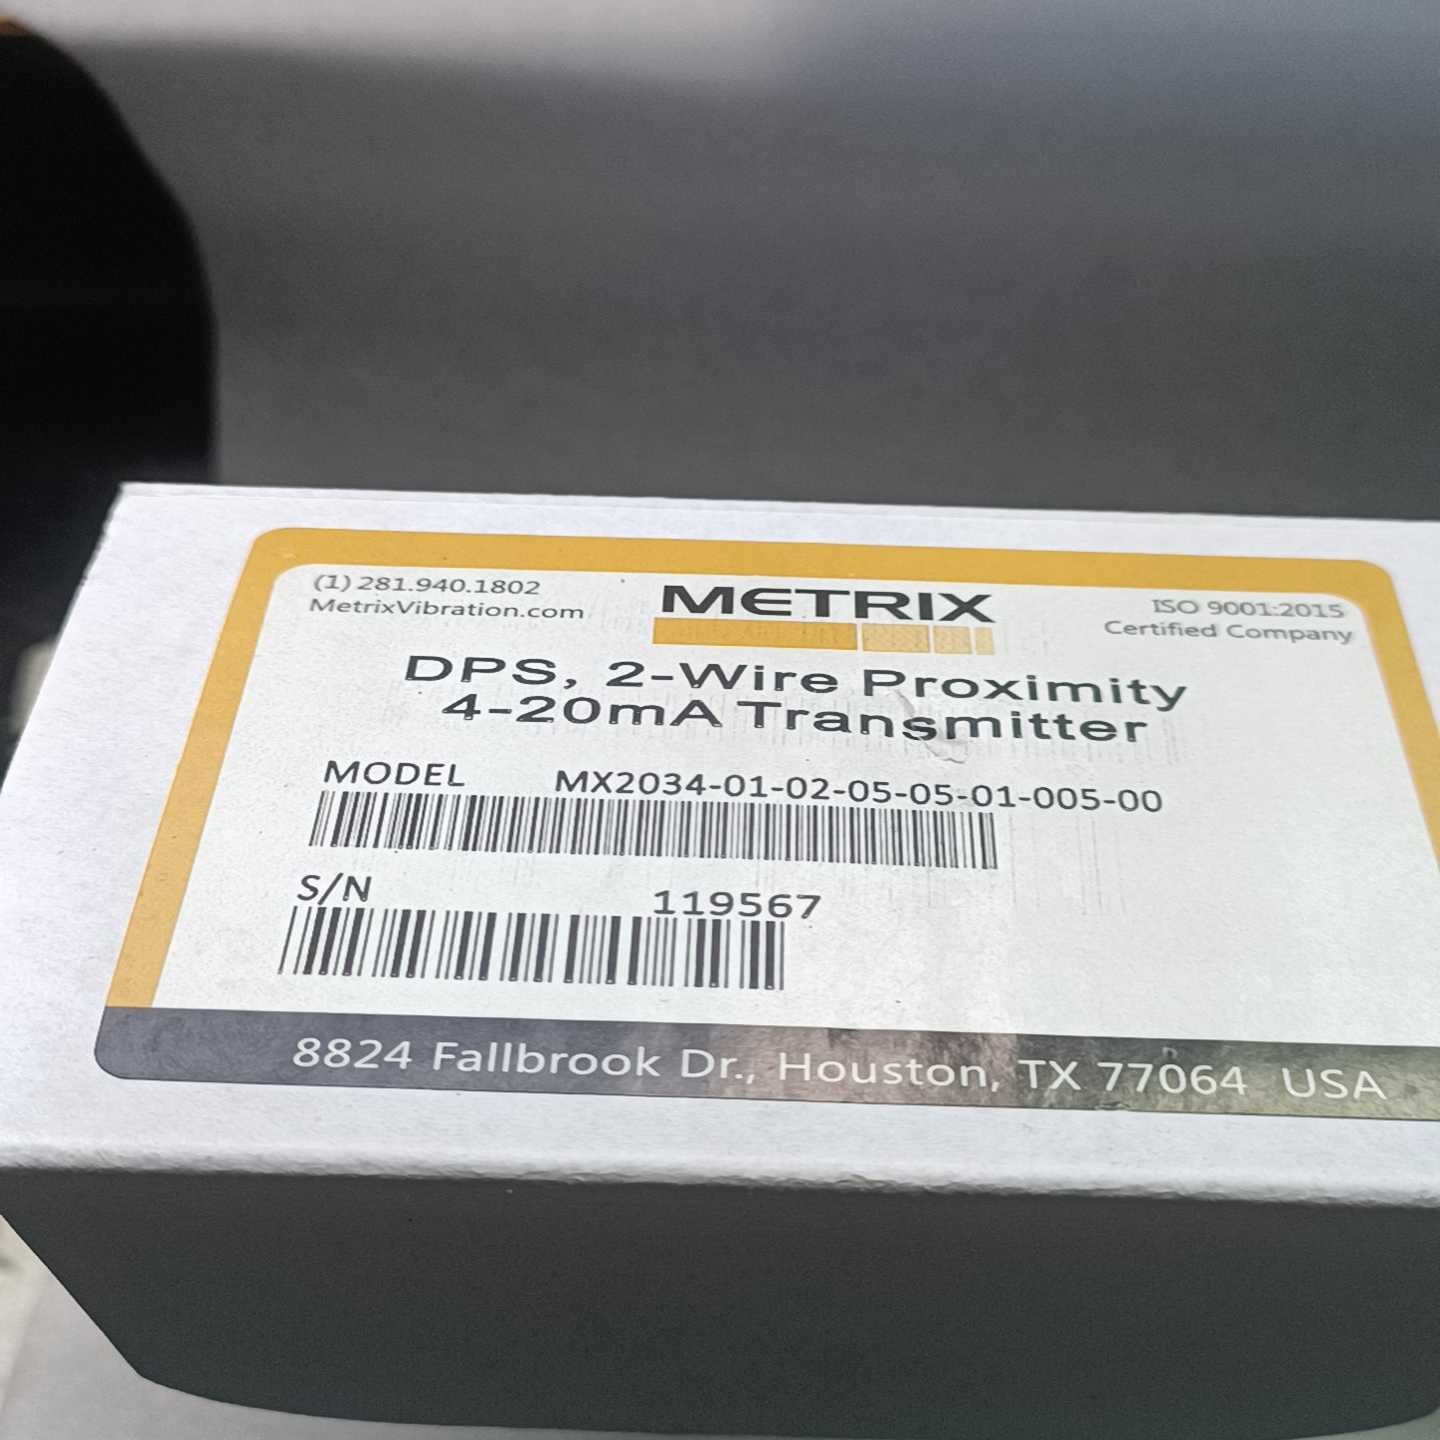 (1) 281.940.1802
MetrixVibration.com
METRIX
ISO 9001:2015
Certified Company
DPS, 2-Wire Proximity
4-20mA Transmitter
MODEL MX2034-01-02-05-05-01-005-00
S/N 119567
8824 Fallbrook Dr., Houston, TX 77064 USA